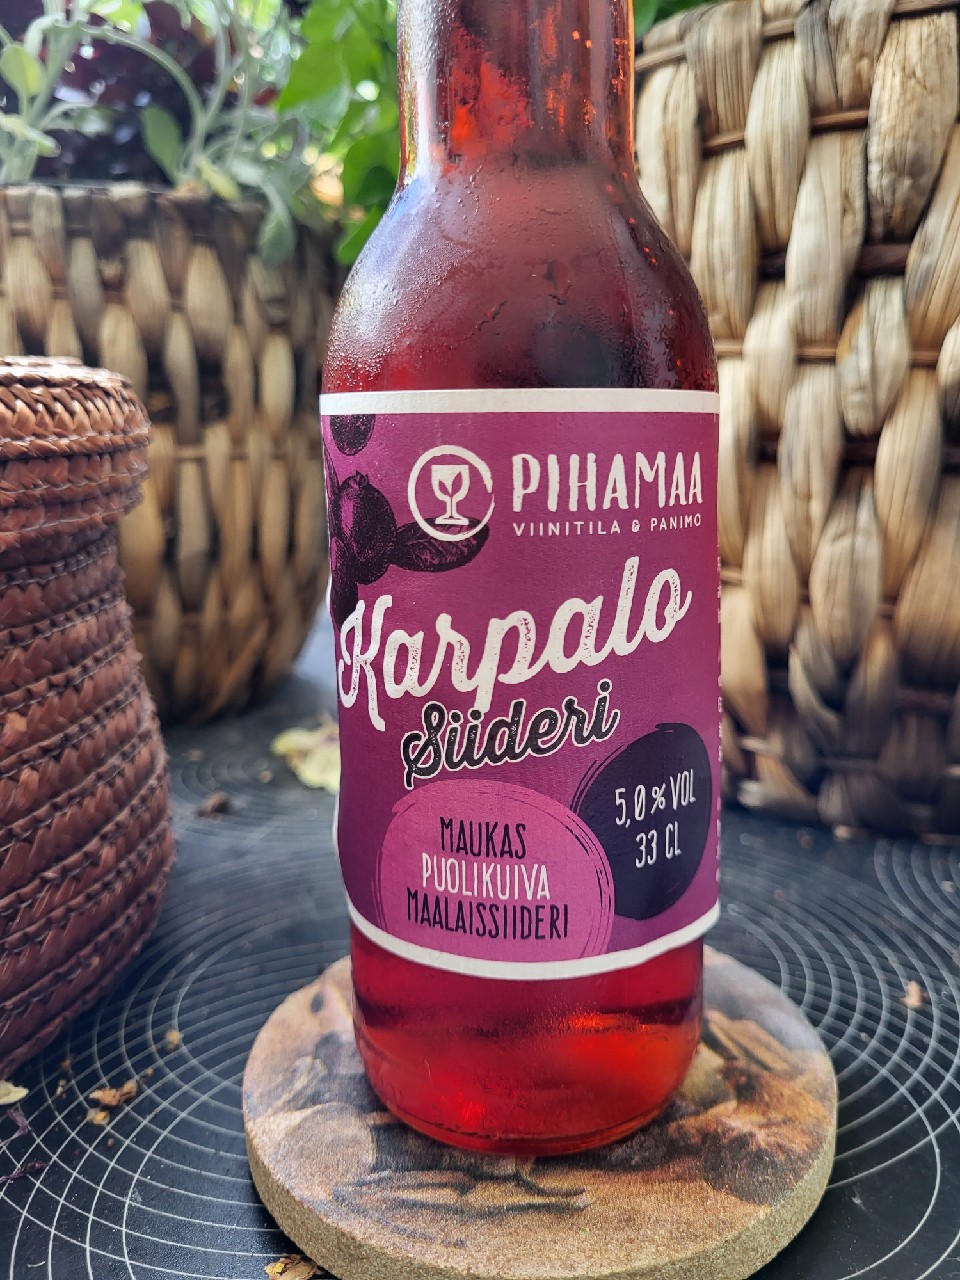 PIHAMAA
VIINITILA & PANIMO
Karpalo
Siideri
5,0 % VOL
33 CL
MAUKAS
PUOLIKUIVA
MAALAISSIIDERI